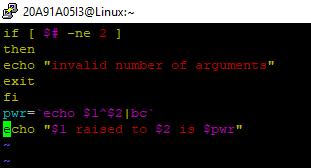 20A91A05I3@Linux:~
if [ $# -ne 2 ]
then
echo "invalid number of arguments"
exit
fi
pwr=`echo $1^$2|bc`
echo "$1 raised to $2 is $pwr"
~
~